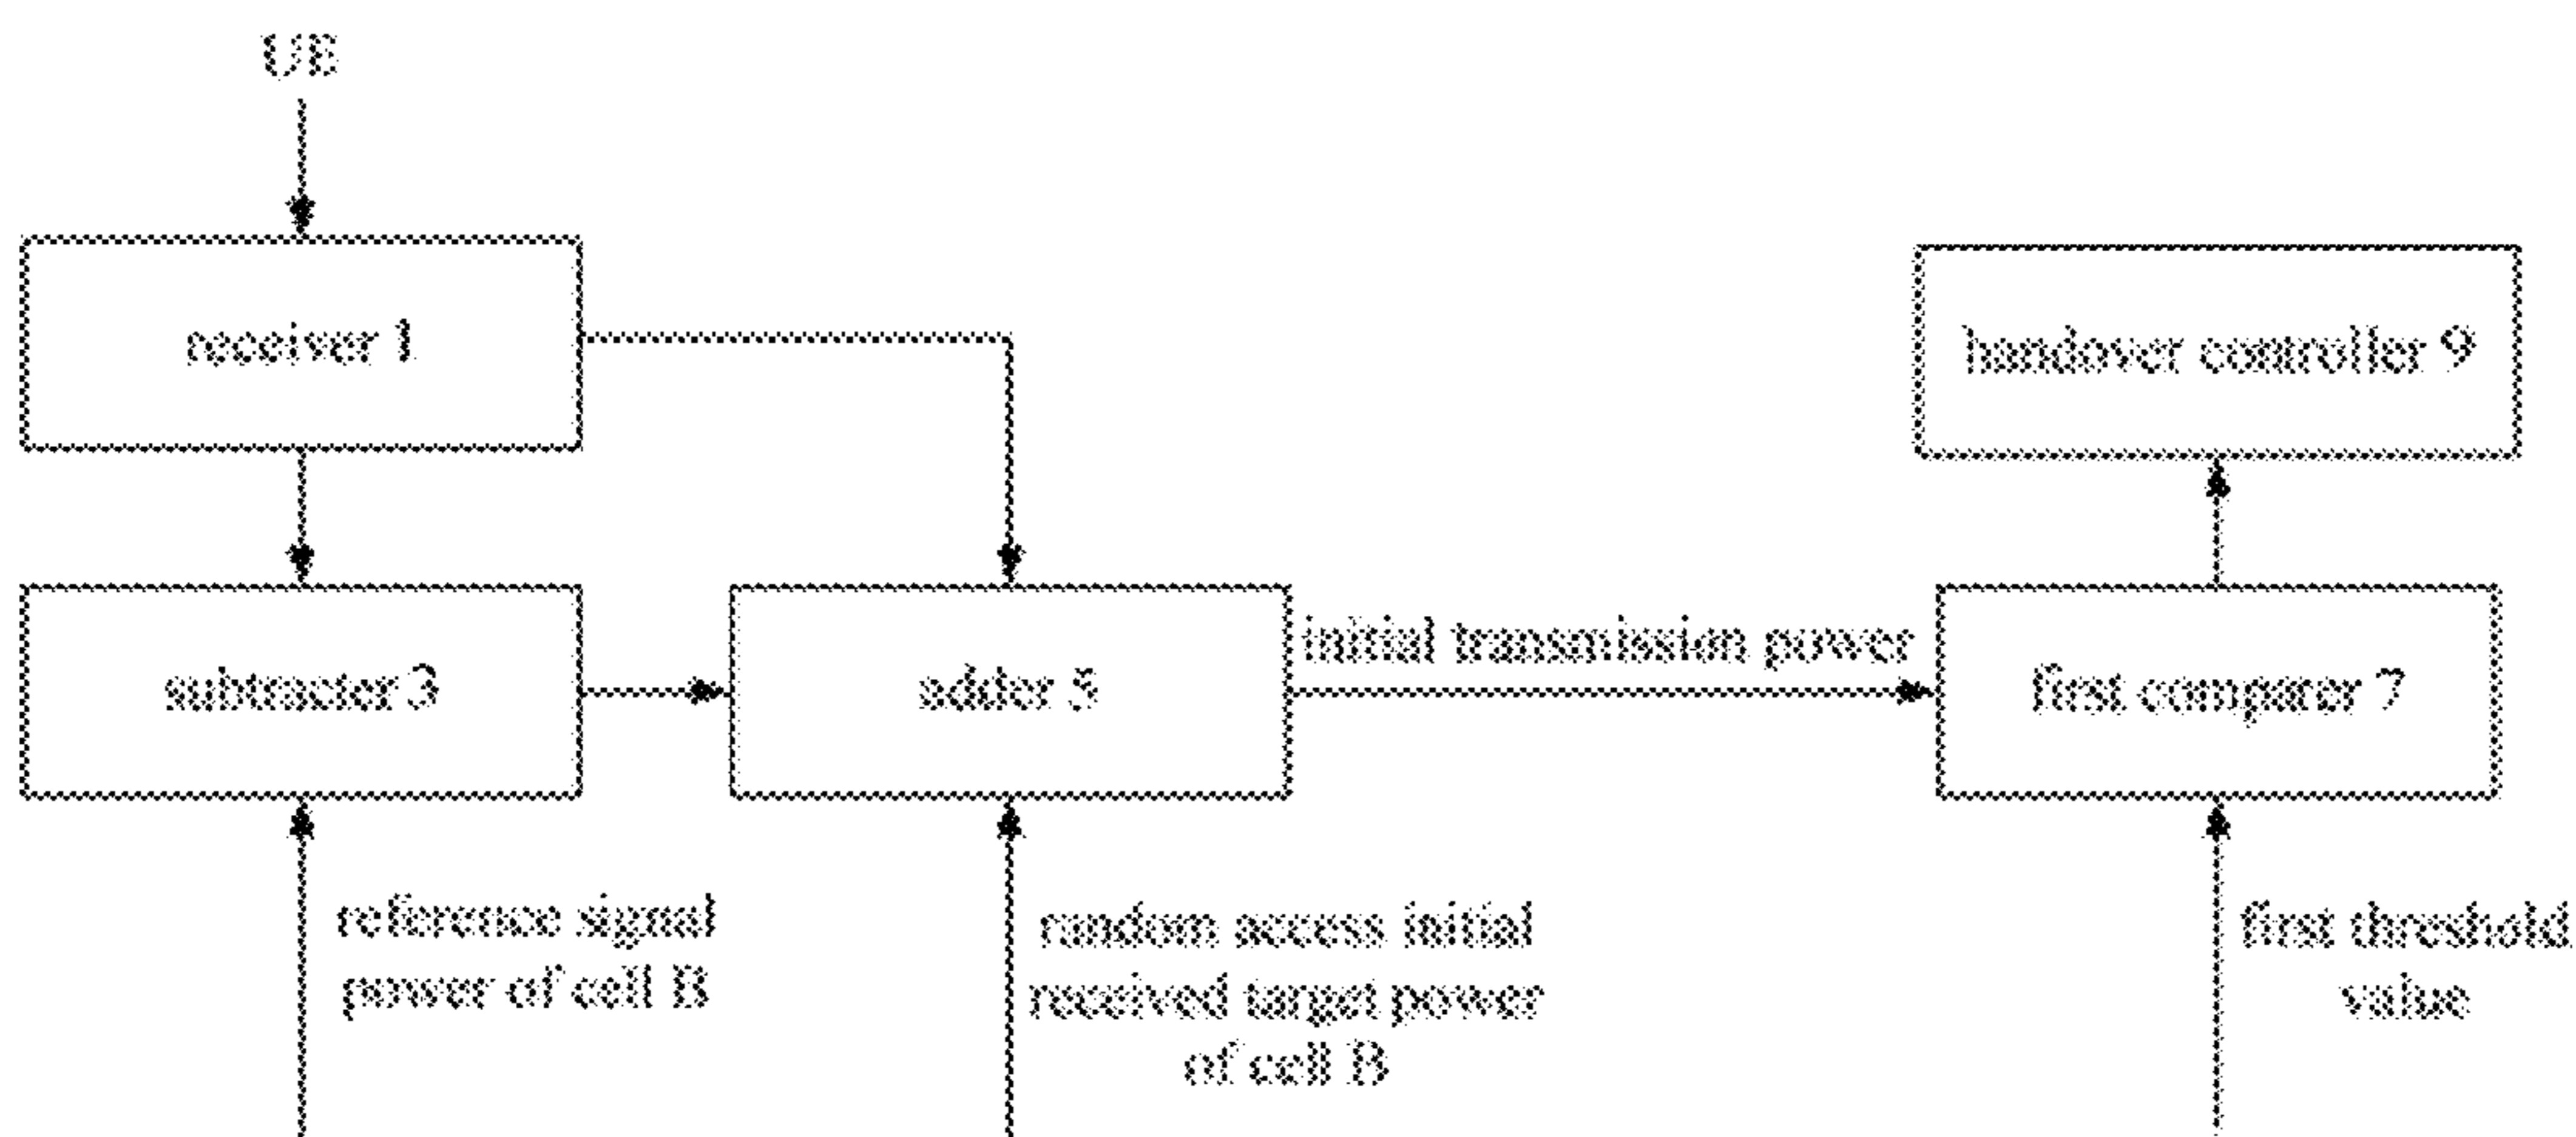 UE
receiver 1
handover controller 9
subtracter 3
adder 5
initial transmission power
first comparer 7
reference signal
power of cell B
random access initial
received target power
of cell B
first threshold
value